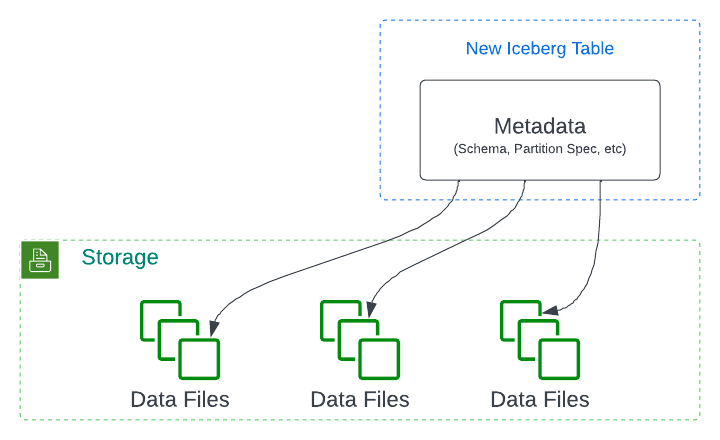 New Iceberg Table
Metadata
(Schema, Partition Spec, etc)
Storage
Data Files
Data Files
Data Files